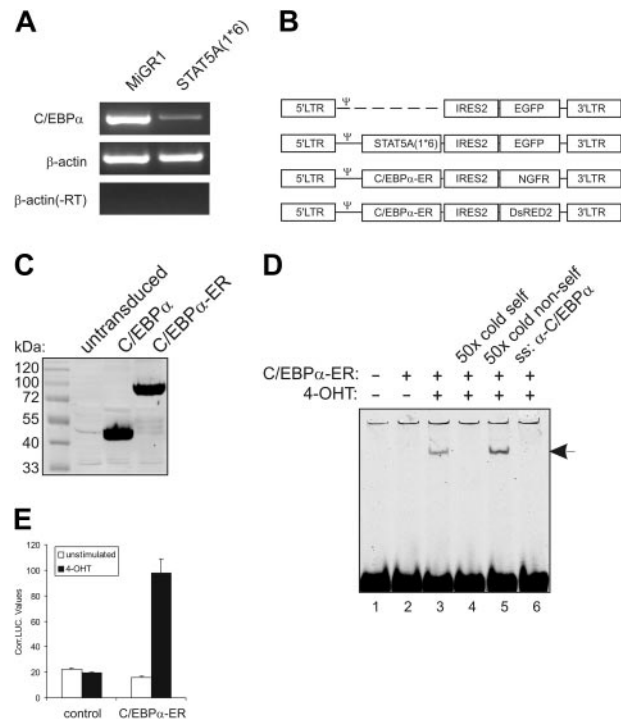 A
MiGR1
STAT5A(1*6)
C/EBPα
β-actin
β-actin(-RT)
B
5'LTR Ψ IRES2 EGFP 3'LTR
5'LTR Ψ STAT5A(1*6) IRES2 EGFP 3'LTR
5'LTR Ψ C/EBPα-ER IRES2 NGFR 3'LTR
5'LTR Ψ C/EBPα-ER IRES2 DsRED2 3'LTR
C
untransduced
C/EBPα
C/EBPα-ER
kDa:
120
100
72
55
40
33
D
50x cold self
50x cold non-self
ss: α-C/EBPα
C/EBPα-ER: - + + + + +
4-OHT: - - + + + +
1 2 3 4 5 6
E
unstimulated
4-OHT
Corr.LUC. Values
120
100
80
60
40
20
0
control C/EBPα-ER